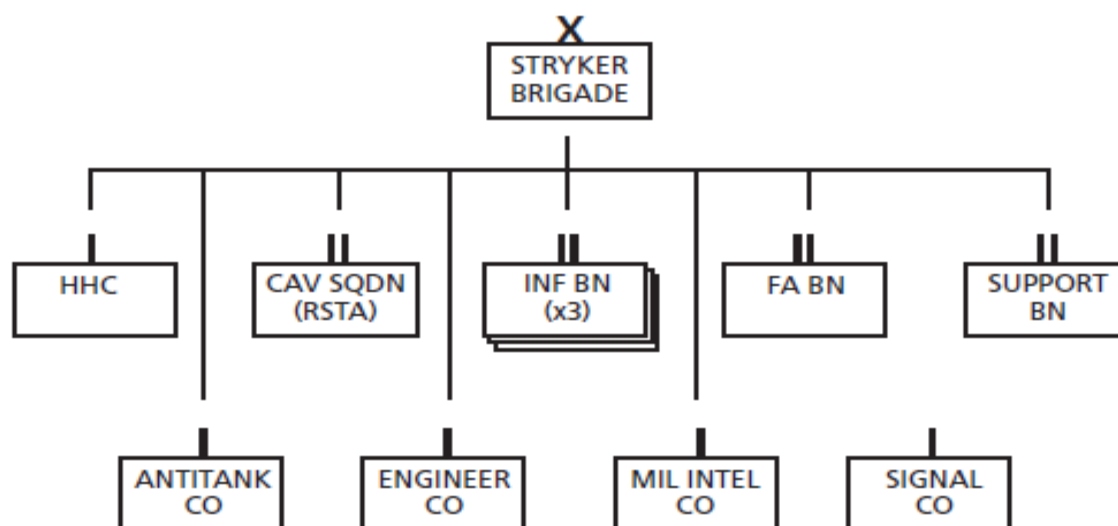 X
STRYKER
BRIGADE
HHC
CAV SQDN
(RSTA)
INF BN
(x3)
FA BN
SUPPORT
BN
ANTITANK
CO
ENGINEER
CO
MIL INTEL
CO
SIGNAL
CO